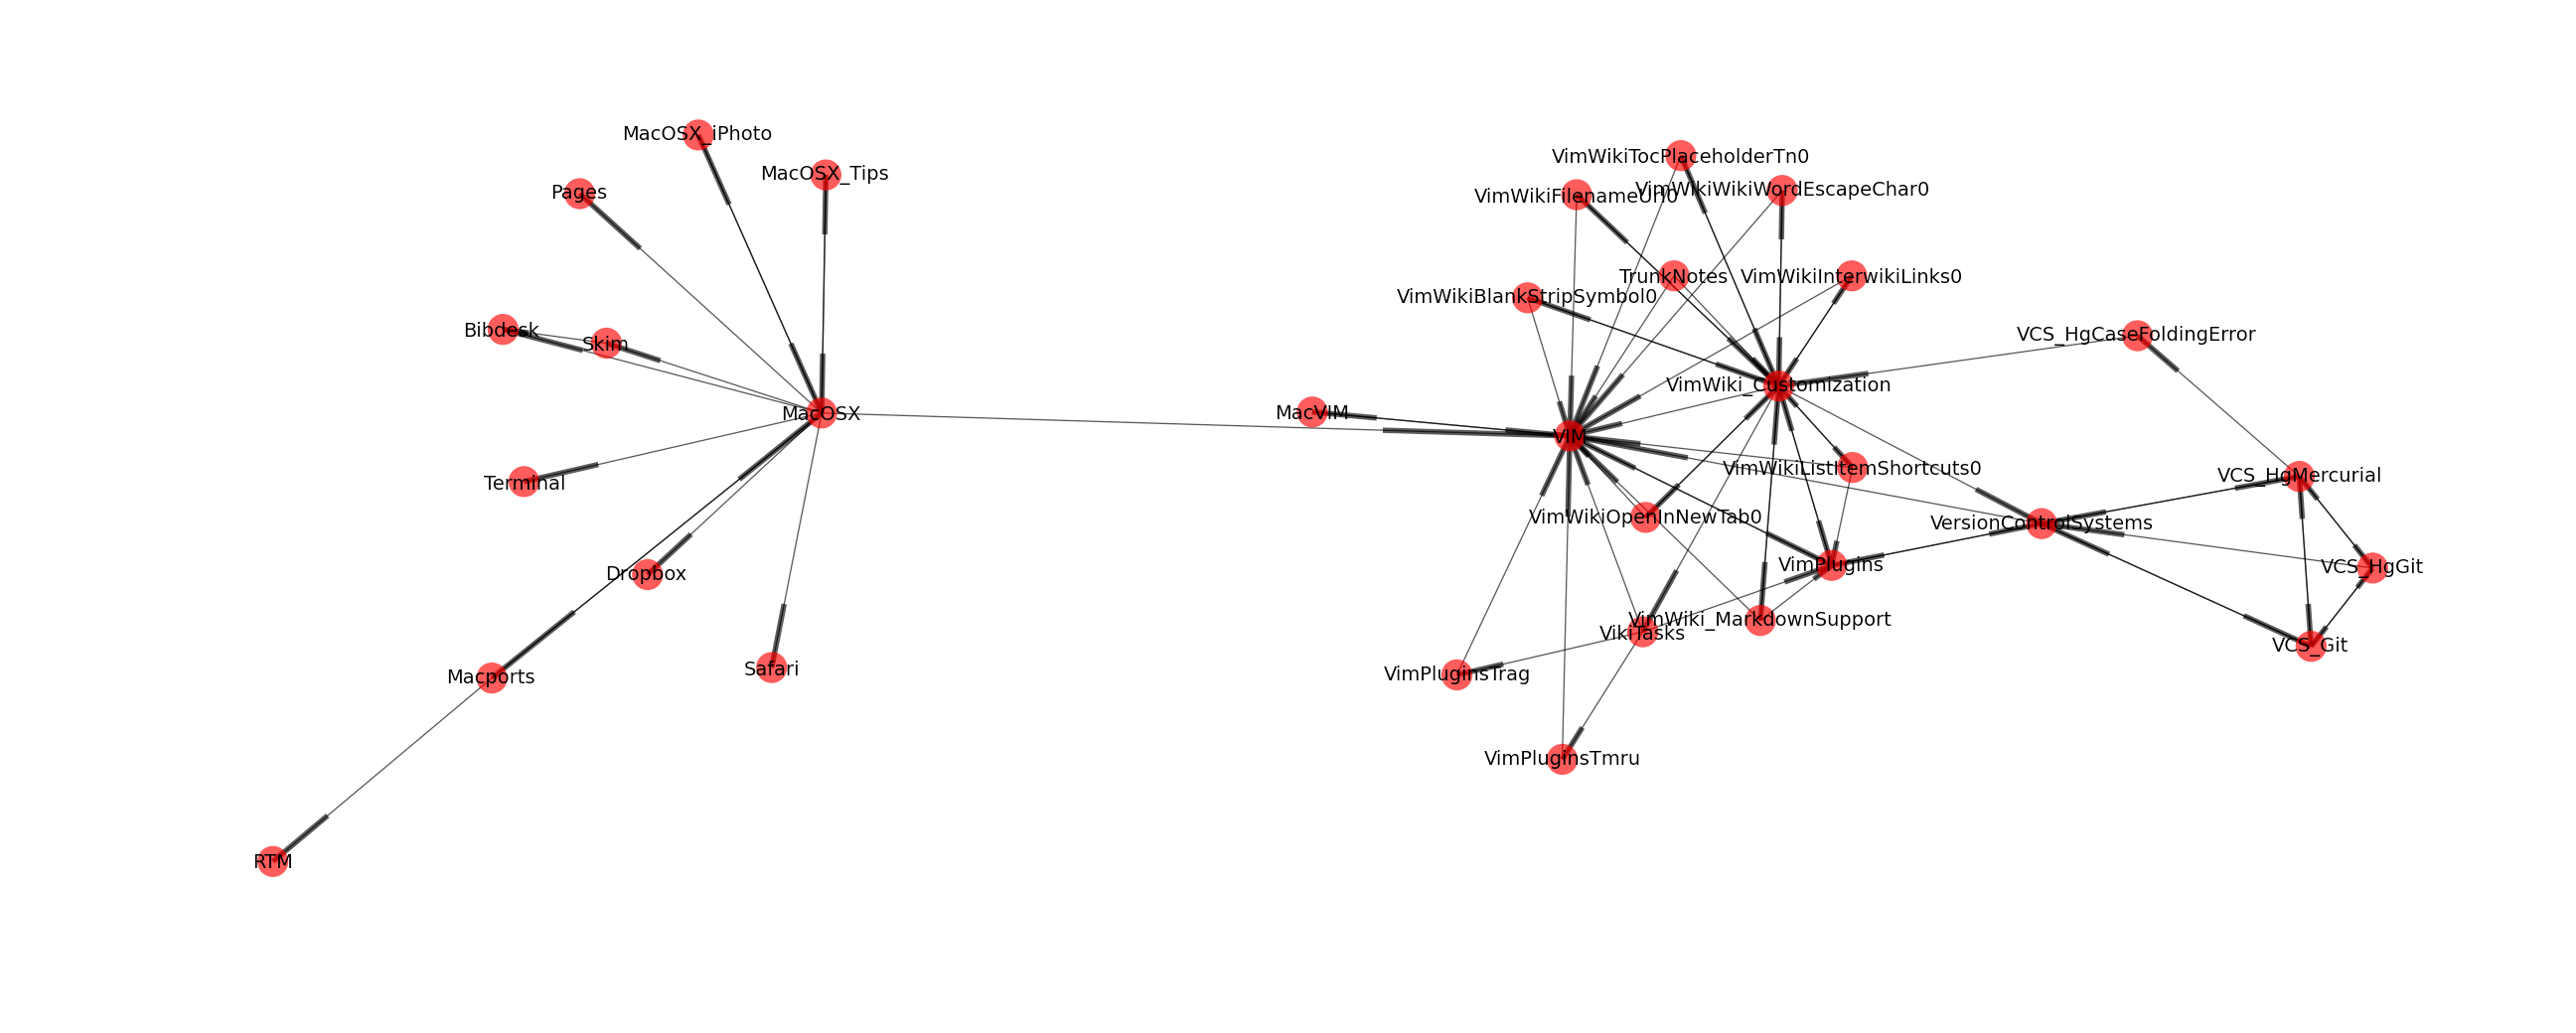 MacOSX_iPhoto
MacOSX_Tips
Pages
Bibdesk
Skim
MacOSX
Terminal
Dropbox
Macports
Safari
RTM
VimWikiTocPlaceholderTn0
VimWikiFilenameUrl0
VimWikiWikiWordEscapeChar0
TrunkNotes
VimWikiInterwikiLinks0
VimWikiBlankStripSymbol0
VCS_HgCaseFoldingError
VimWiki_Customization
MacVIM
VIM
VimWikiListItemShortcuts0
VCS_HgMercurial
VimWikiOpenInNewTab0
VersionControlSystems
VimPlugins
VCS_HgGit
VimWiki_MarkdownSupport
VikiTasks
VCS_Git
VimPluginsTrag
VimPluginsTmru